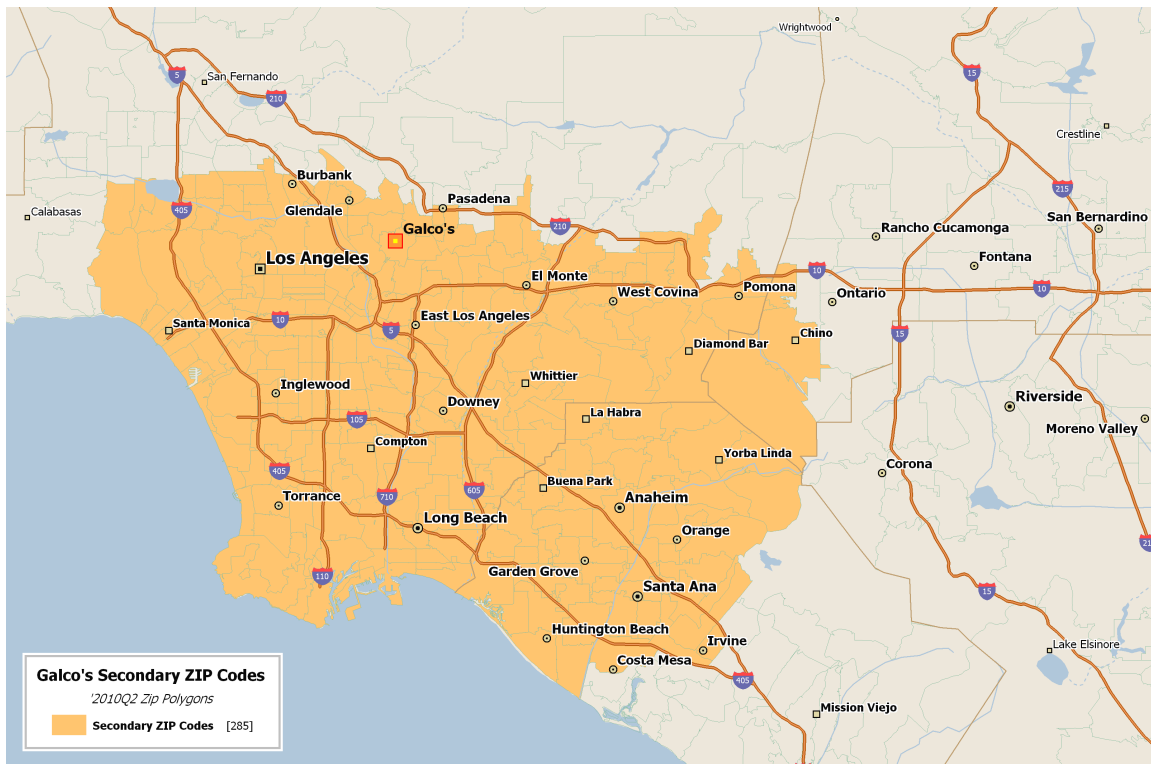 Wrightwood
5
San Fernando
15
210
Crestline
Burbank
215
Glendale
Pasadena
Calabasas
405
San Bernardino
Galco's
210
Rancho Cucamonga
Los Angeles
Fontana
El Monte
10
West Covina
Pomona
Ontario
10
Santa Monica
10
East Los Angeles
5
Chino
15
Diamond Bar
Inglewood
Whittier
Downey
La Habra
Riverside
105
Moreno Valley
Compton
Yorba Linda
405
Corona
Torrance
710
605
Buena Park
Anaheim
Long Beach
Orange
21
Garden Grove
110
Santa Ana
15
Huntington Beach
Irvine
Lake Elsinore
Costa Mesa
405
Mission Viejo
Galco's Secondary ZIP Codes
'2010Q2 Zip Polygons
Secondary ZIP Codes [285]